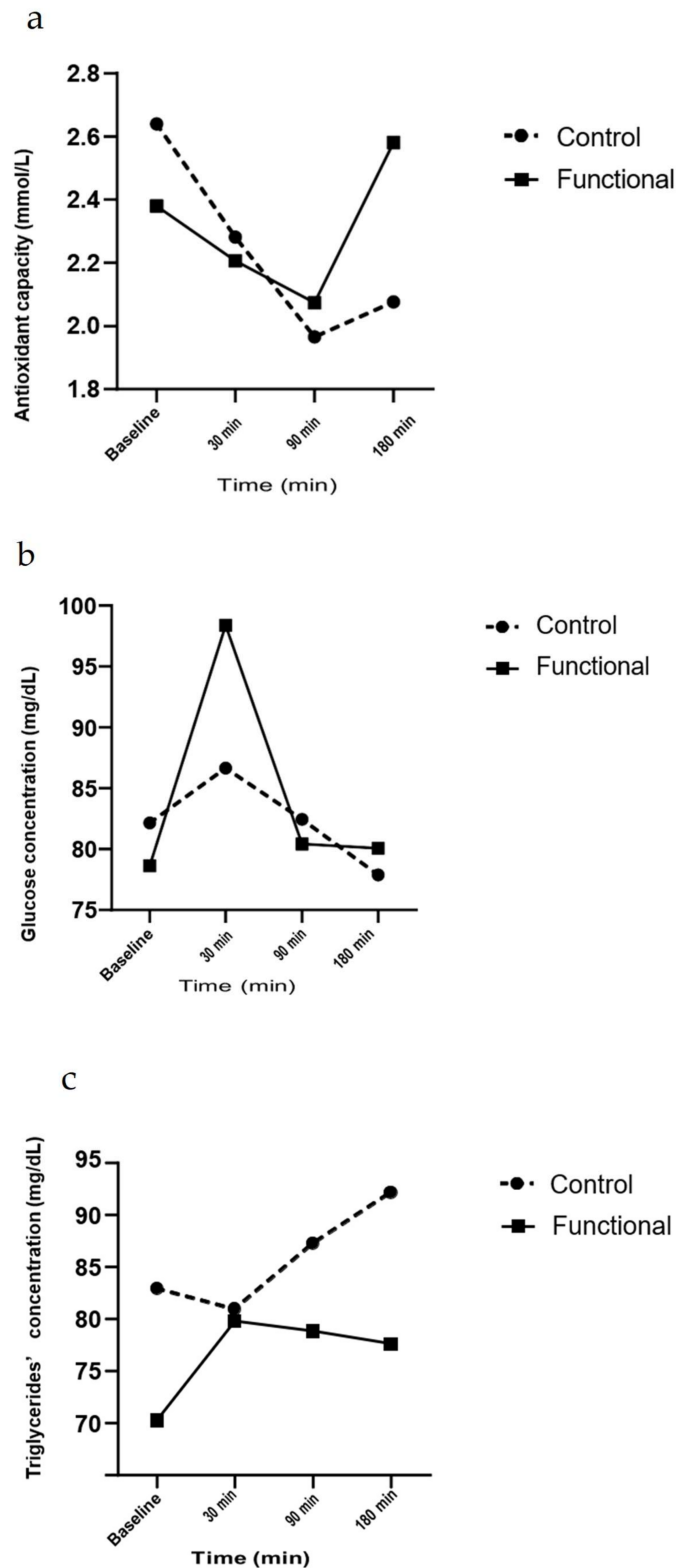 a
Antioxidant capacity (mmol/L)
2.8
2.6
2.4
2.2
2.0
1.8
Baseline
30 min
90 min
180 min
Time (min)
Control
Functional
b
Glucose concentration (mg/dL)
100
95
90
85
80
75
Baseline
30 min
90 min
180 min
Time (min)
Control
Functional
c
Triglycerides’ concentration (mg/dL)
95
90
85
80
75
70
Baseline
30 min
90 min
180 min
Time (min)
Control
Functional